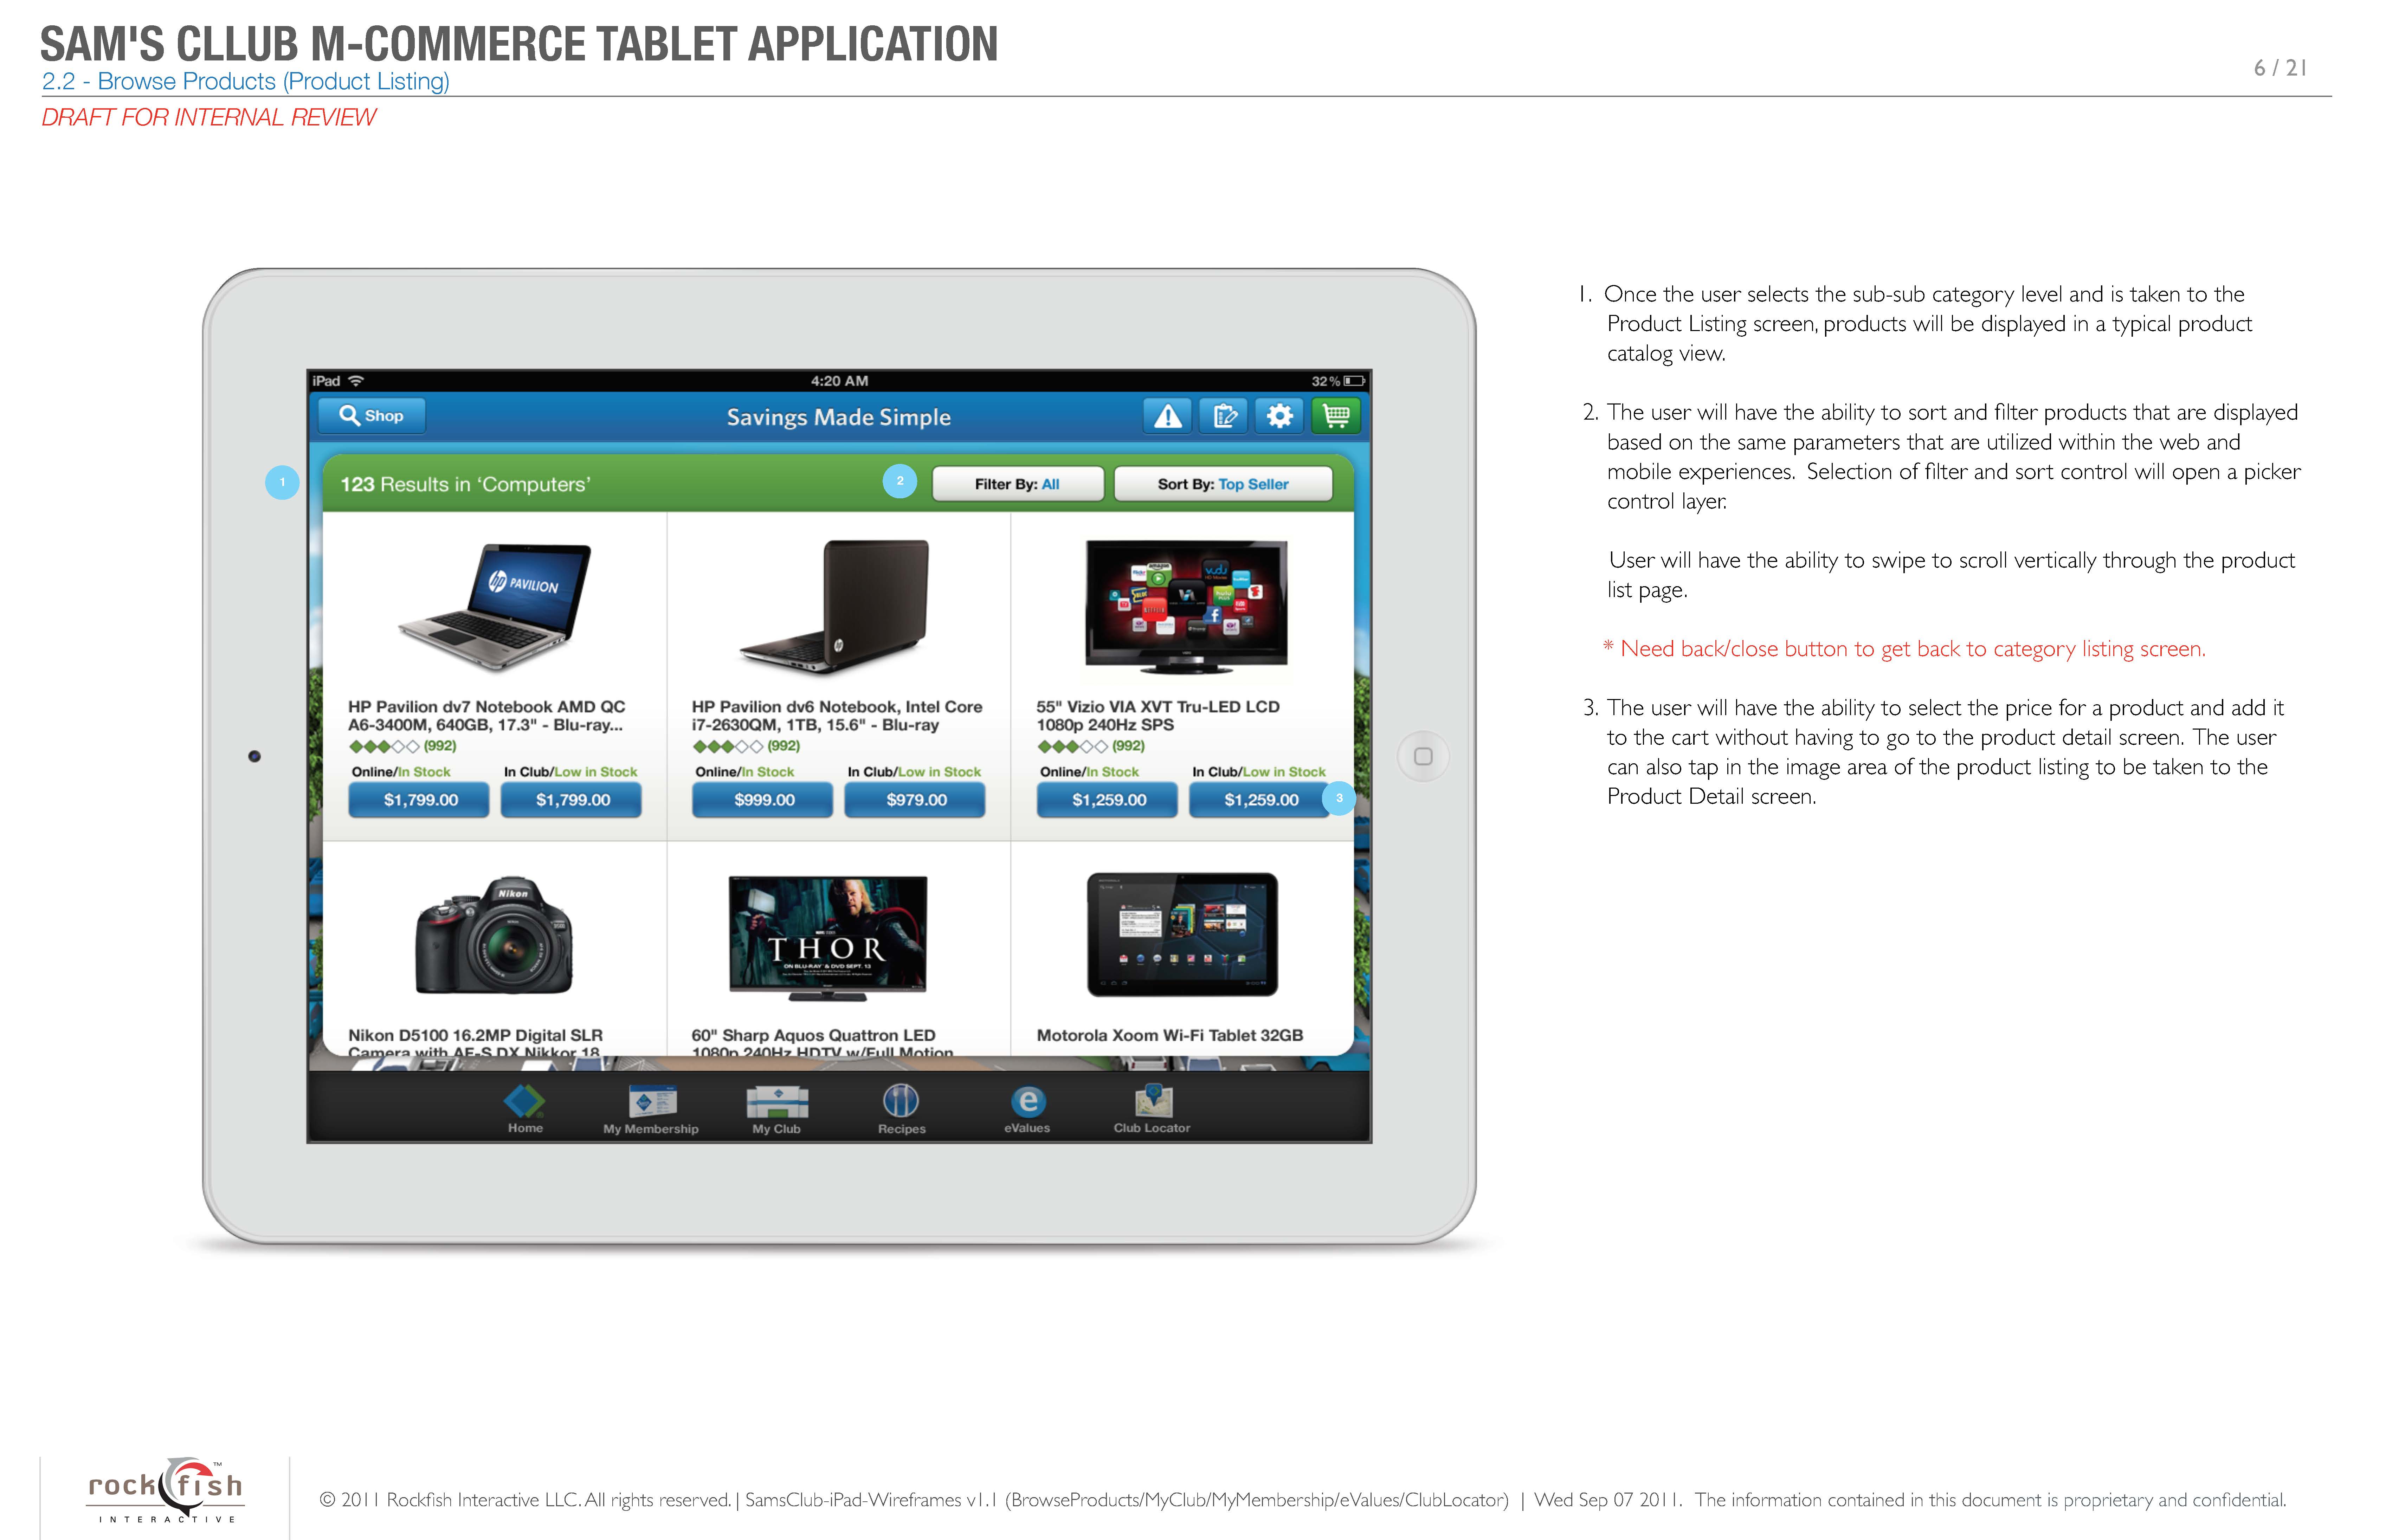 SAM'S CLLUB M-COMMERCE TABLET APPLICATION
2.2 - Browse Products (Product Listing)
6 / 21
DRAFT FOR INTERNAL REVIEW
iPad
4:20 AM
32%
Shop
Savings Made Simple
1
123 Results in ‘Computers’
2
Filter By: All
Sort By: Top Seller
hp PAVILION
HP Pavilion dv7 Notebook AMD QC
A6-3400M, 640GB, 17.3" - Blu-ray...
(992)
Online/In Stock
In Club/Low in Stock
$1,799.00
$1,799.00
HP Pavilion dv6 Notebook, Intel Core
i7-2630QM, 1TB, 15.6" - Blu-ray
(992)
Online/In Stock
In Club/Low in Stock
$999.00
$979.00
55" Vizio VIA XVT Tru-LED LCD
1080p 240Hz SPS
(992)
Online/In Stock
In Club/Low in Stock
$1,259.00
$1,259.00
3
Nikon
Nikon D5100 16.2MP Digital SLR
Camera with AF-S DX Nikkor 18
THOR
ON BLU-RAY & DVD SEPT. 13
60" Sharp Aquos Quattron LED
1080p 240Hz HDTV w/Full Motion
Motorola Xoom Wi-Fi Tablet 32GB
Home
My Membership
My Club
Recipes
eValues
Club Locator
1. Once the user selects the sub-sub category level and is taken to the
Product Listing screen, products will be displayed in a typical product
catalog view.
2. The user will have the ability to sort and filter products that are displayed
based on the same parameters that are utilized within the web and
mobile experiences. Selection of filter and sort control will open a picker
control layer.
User will have the ability to swipe to scroll vertically through the product
list page.
* Need back/close button to get back to category listing screen.
3. The user will have the ability to select the price for a product and add it
to the cart without having to go to the product detail screen. The user
can also tap in the image area of the product listing to be taken to the
Product Detail screen.
rockfish™
INTERACTIVE
© 2011 Rockfish Interactive LLC. All rights reserved. | SamsClub-iPad-Wireframes v1.1 (BrowseProducts/MyClub/MyMembership/eValues/ClubLocator) | Wed Sep 07 2011. The information contained in this document is proprietary and confidential.